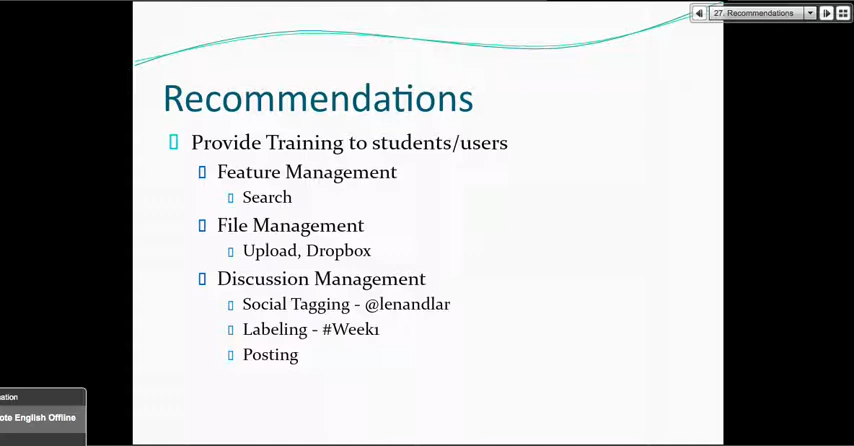 27. Recommendations
Recommendations
Provide Training to students/users
Feature Management
Search
File Management
Upload, Dropbox
Discussion Management
Social Tagging - @lenandlar
Labeling - #Week1
Posting
ation
ote English Offline